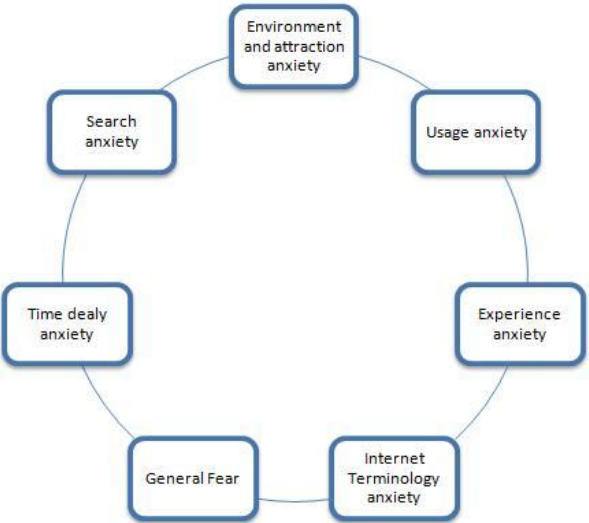 Environment
and attraction
anxiety
Usage anxiety
Experience
anxiety
Internet
Terminology
anxiety
General Fear
Time dealy
anxiety
Search
anxiety